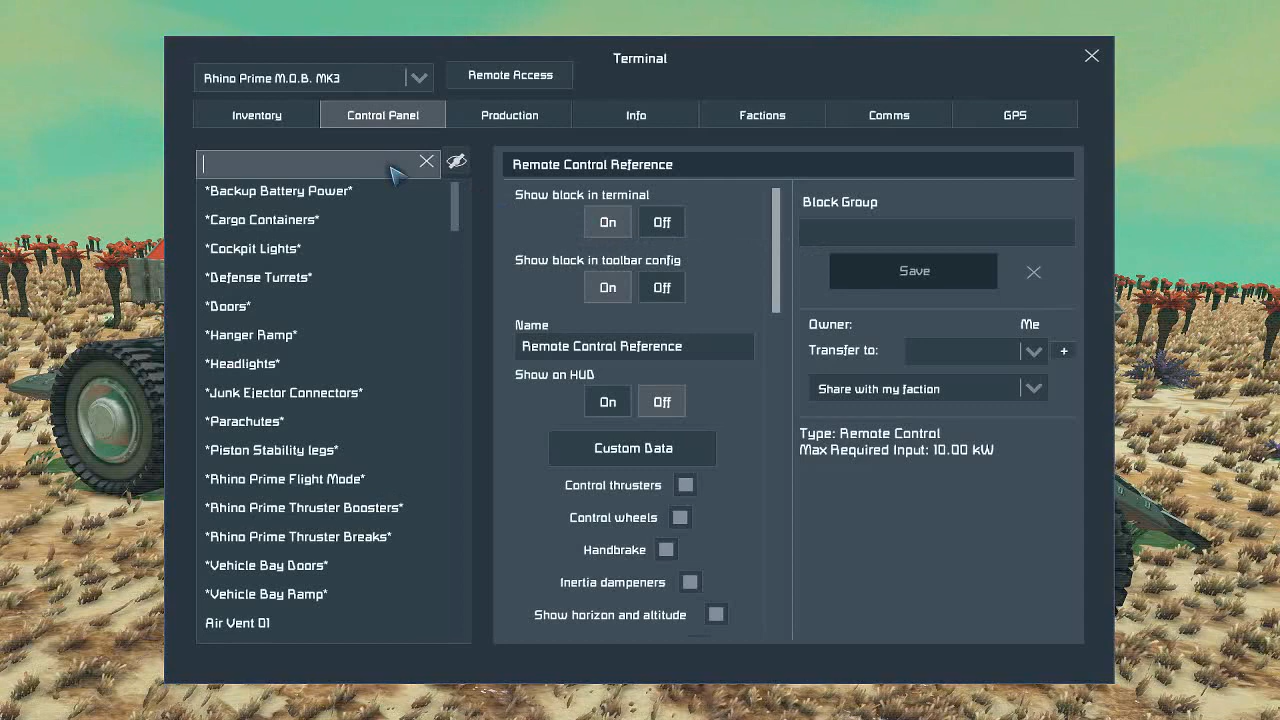 Terminal
Rhino Prime M.O.B. MK3
Remote Access
Inventory
Control Panel
Production
Info
Factions
Comms
GPS
*Backup Battery Power*
*Cargo Containers*
*Cockpit Lights*
*Defense Turrets*
*Doors*
*Hanger Ramp*
*Headlights*
*Junk Ejector Connectors*
*Parachutes*
*Piston Stability legs*
*Rhino Prime Flight Mode*
*Rhino Prime Thruster Boosters*
*Rhino Prime Thruster Breaks*
*Vehicle Bay Doors*
*Vehicle Bay Ramp*
Air Vent 01
Remote Control Reference
Show block in terminal
On Off
Show block in toolbar config
On Off
Name
Remote Control Reference
Show on HUD
On Off
Custom Data
Control thrusters
Control wheels
Handbrake
Inertia dampeners
Show horizon and altitude
Block Group
Save
Owner: Me
Transfer to: +
Share with my faction
Type: Remote Control
Max Required Input: 10.00 kW